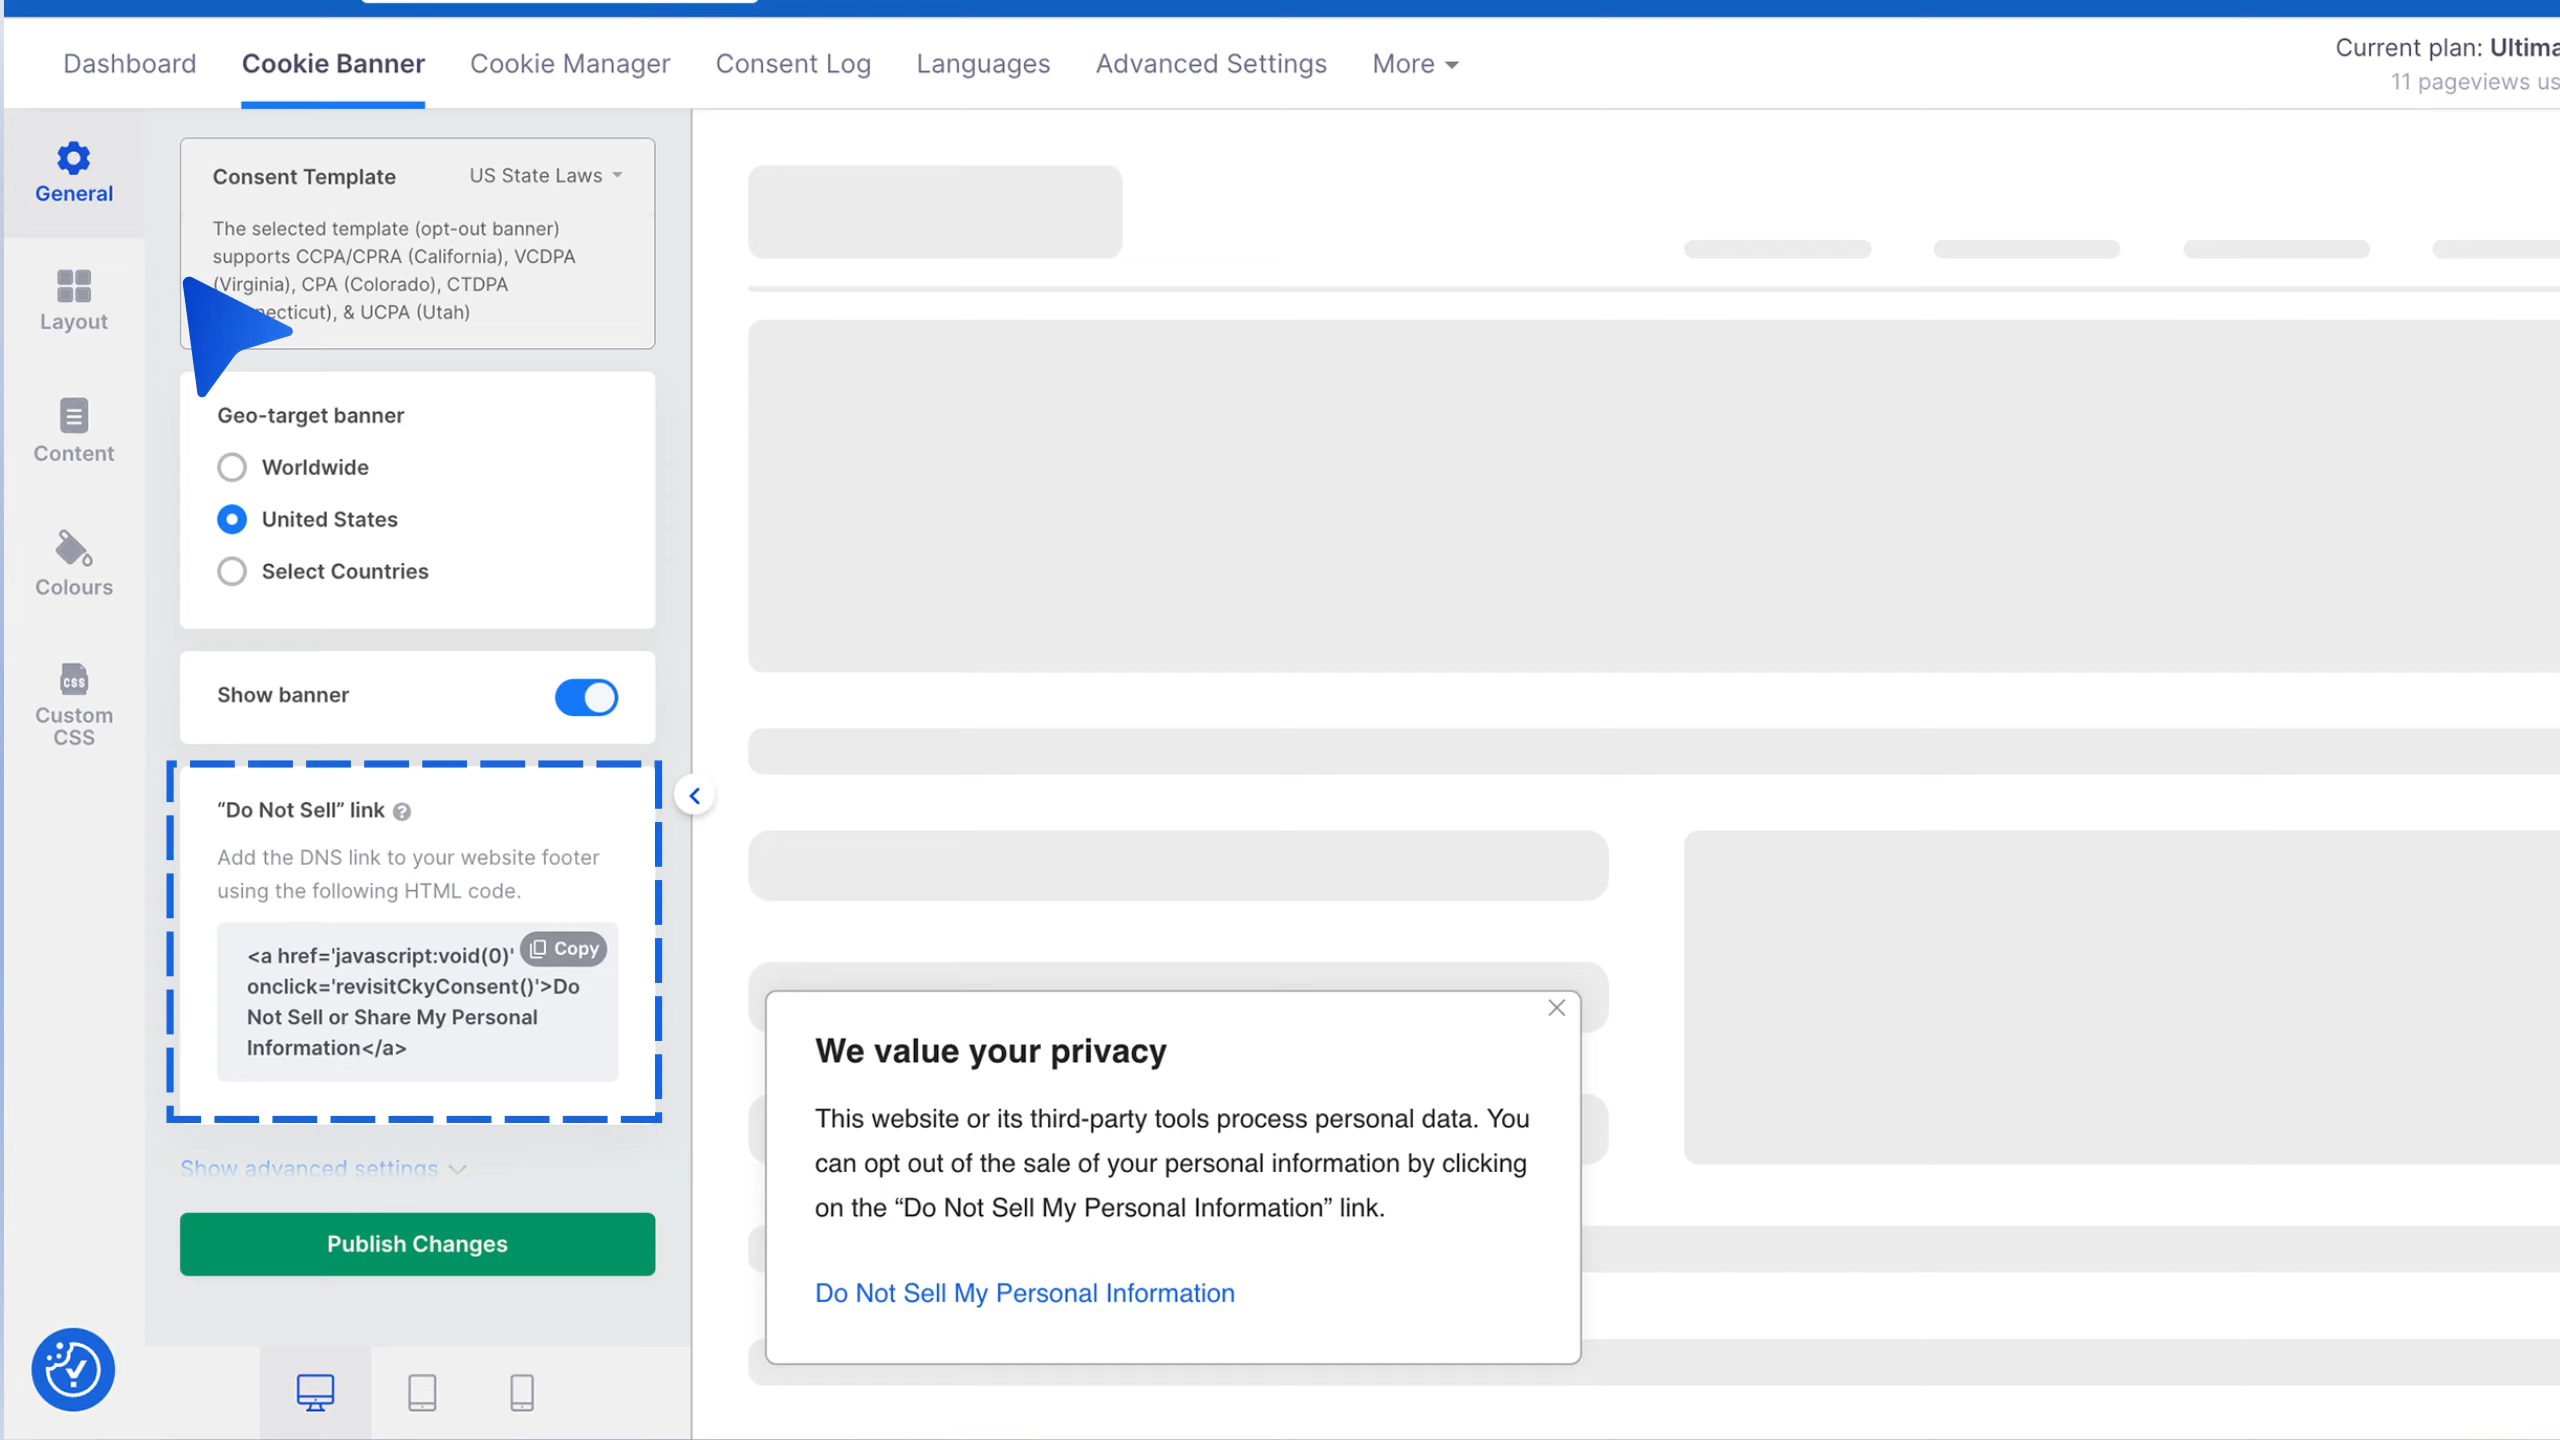 Dashboard
Cookie Banner
Cookie Manager
Consent Log
Languages
Advanced Settings
More
Current plan:
11 pageviews
General
Layout
Content
Colours
CSS
Custom
CSS
Consent Template
US State Laws
The selected template (opt-out banner)
supports CCPA/CPRA (California), VCDPA
(Virginia), CPA (Colorado), CTDPA
& UCPA (Utah)
Geo-target banner
Worldwide
United States
Select Countries
Show banner
“Do Not Sell” link
Add the DNS link to your website footer
using the following HTML code.
Copy
<a href='javascript:void(0)'
onclick='revisitCkyConsent()'>Do
Not Sell or Share My Personal
Information</a>
Show advanced settings
Publish Changes
We value your privacy
This website or its third-party tools process personal data. You
can opt out of the sale of your personal information by clicking
on the “Do Not Sell My Personal Information” link.
Do Not Sell My Personal Information